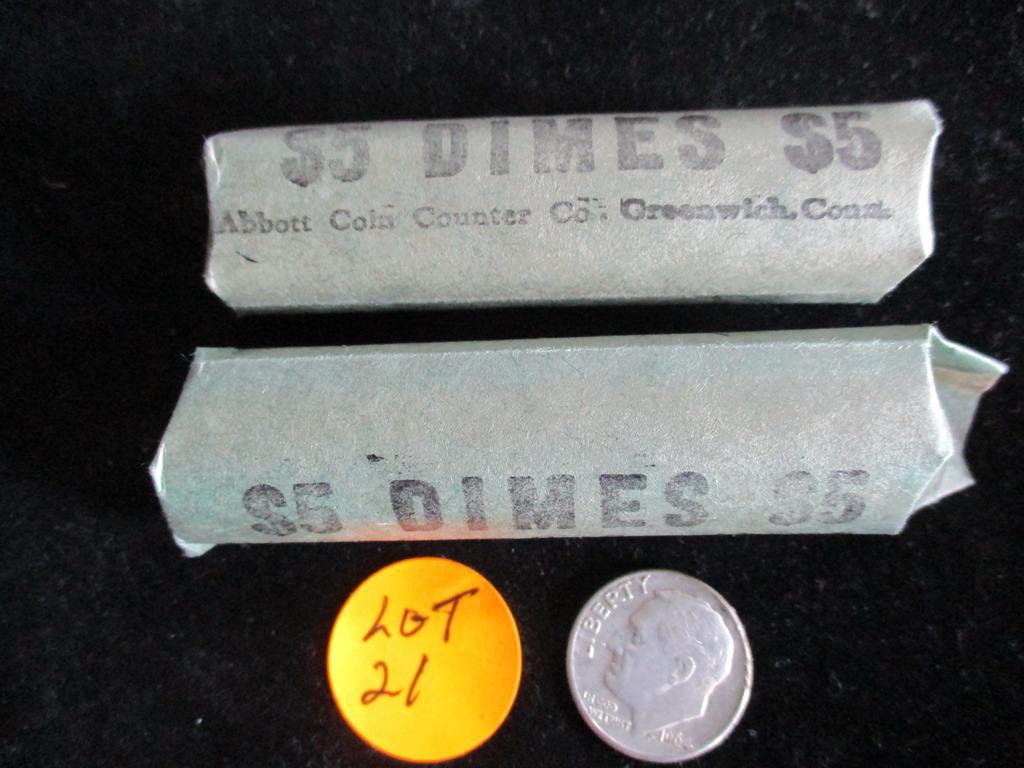 $5 DIMES $5
Abbott Coin Counter Co. Greenwich, Conn.
$5 DIMES $5
LOT
21
LIBERTY